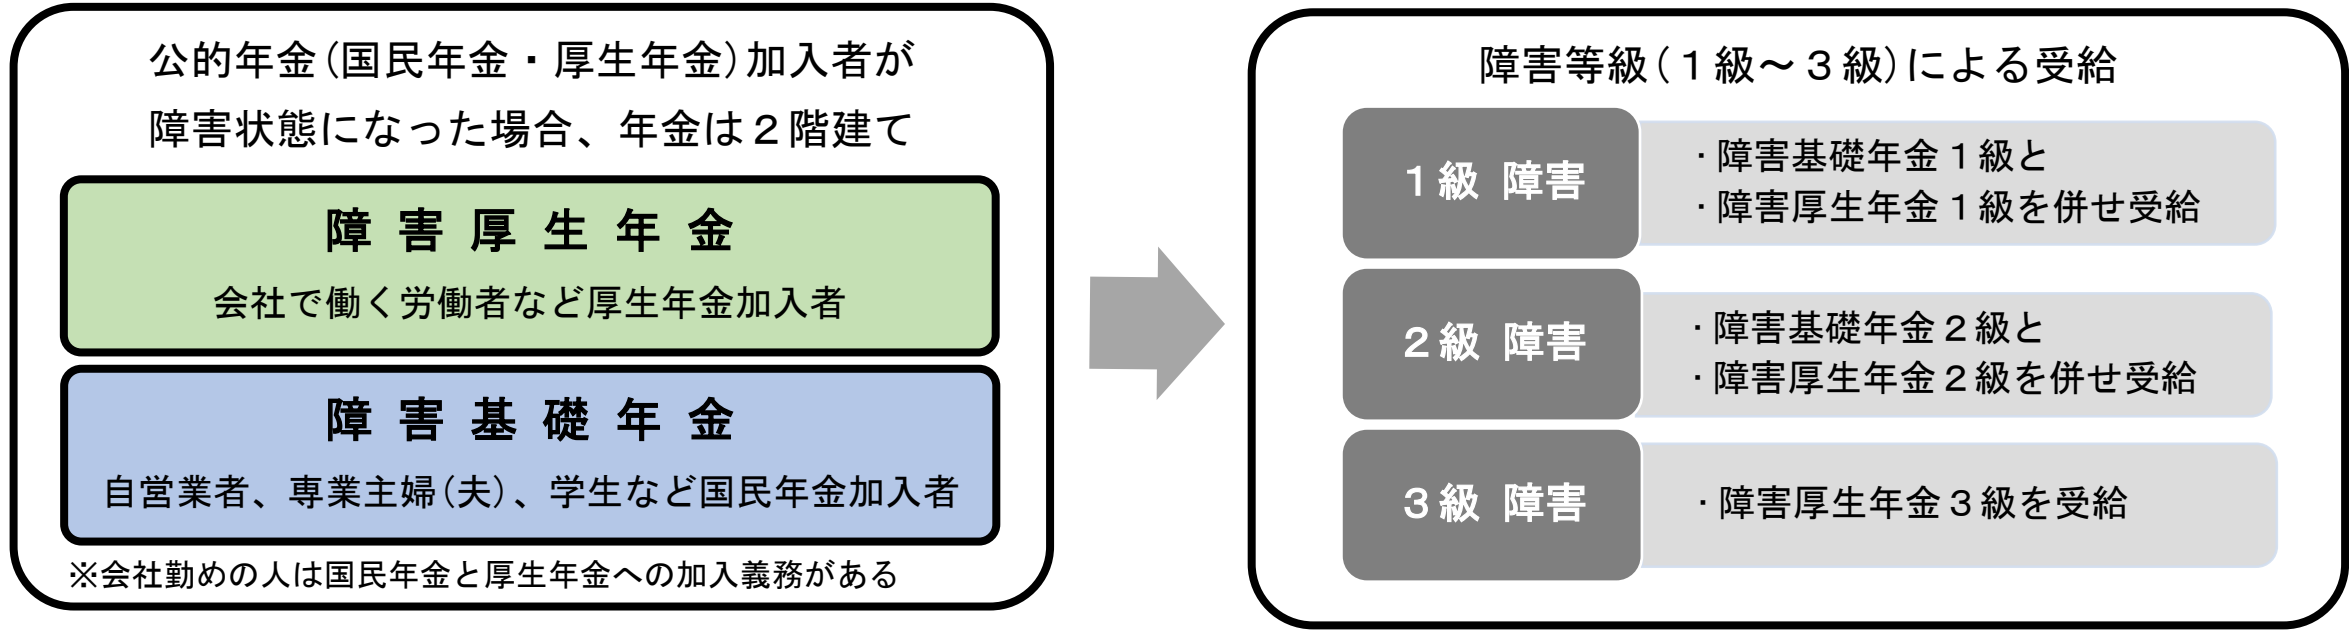 公的年金(国民年金・厚生年金)加入者が
障害状態になった場合、年金は２階建て
障害厚生年金
会社で働く労働者など厚生年金加入者
障害基礎年金
自営業者、専業主婦(夫)、学生など国民年金加入者
※会社勤めの人は国民年金と厚生年金への加入義務がある
障害等級(１級～３級)による受給
１級 障害
・障害基礎年金１級と
・障害厚生年金１級を併せ受給
２級 障害
・障害基礎年金２級と
・障害厚生年金２級を併せ受給
３級 障害
・障害厚生年金３級を受給